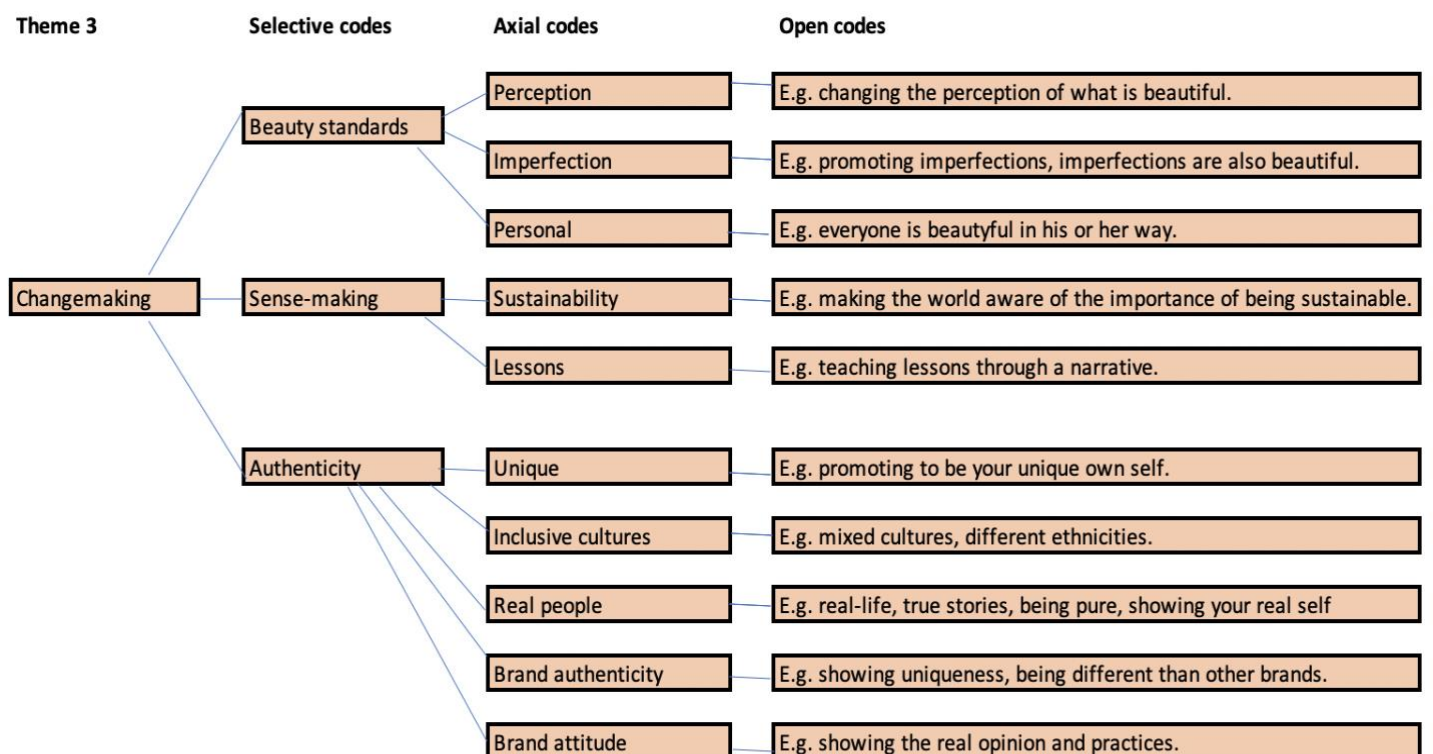 Theme 3 Selective codes Axial codes Open codes
Perception E.g. changing the perception of what is beautiful.
Beauty standards
Imperfection E.g. promoting imperfections, imperfections are also beautiful.
Personal E.g. everyone is beautyful in his or her way.
Changemaking Sense-making Sustainability E.g. making the world aware of the importance of being sustainable.
Lessons E.g. teaching lessons through a narrative.
Authenticity Unique E.g. promoting to be your unique own self.
Inclusive cultures E.g. mixed cultures, different ethnicities.
Real people E.g. real-life, true stories, being pure, showing your real self
Brand authenticity E.g. showing uniqueness, being different than other brands.
Brand attitude E.g. showing the real opinion and practices.